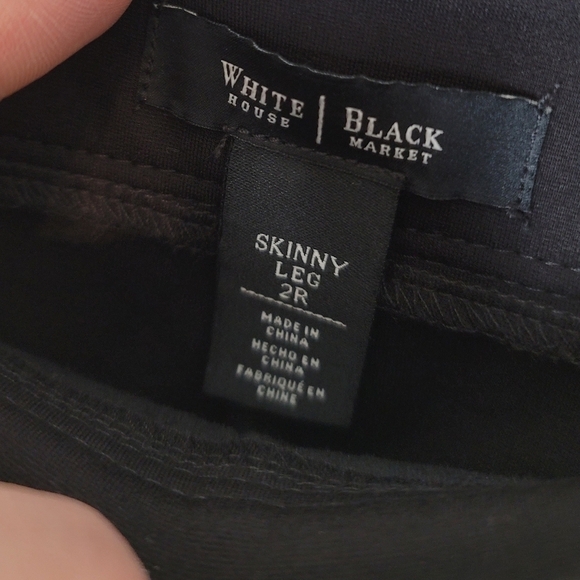 WHITE | BLACK
HOUSE MARKET
SKINNY
LEG
2R
MADE IN
CHINA
HECHO EN
CHINA
FABRIQUÉ EN
CHINE